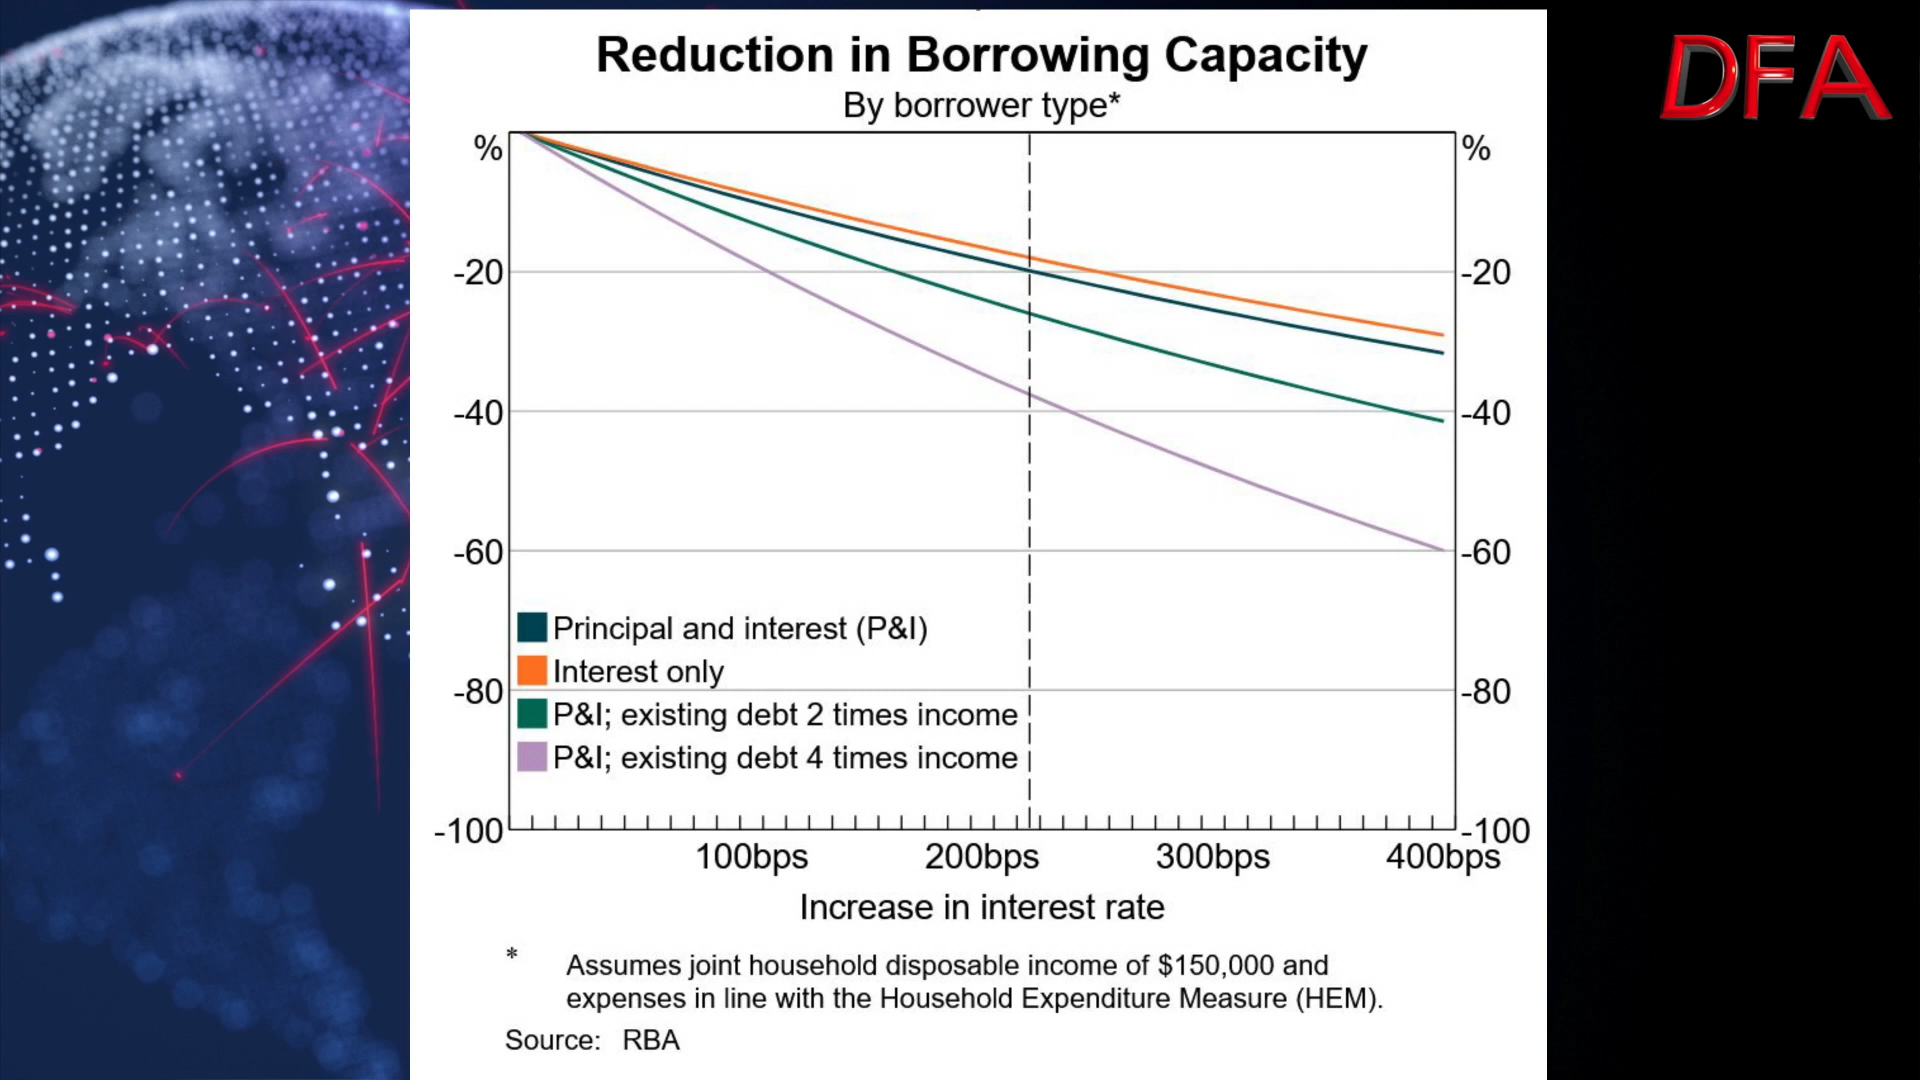 DFA
Reduction in Borrowing Capacity
By borrower type*
% %
-20 -20
-40 -40
-60 -60
-80 -80
-100 -100
Principal and interest (P&I)
Interest only
P&I; existing debt 2 times income
P&I; existing debt 4 times income
100bps 200bps 300bps 400bps
Increase in interest rate
* Assumes joint household disposable income of $150,000 and
expenses in line with the Household Expenditure Measure (HEM).
Source: RBA